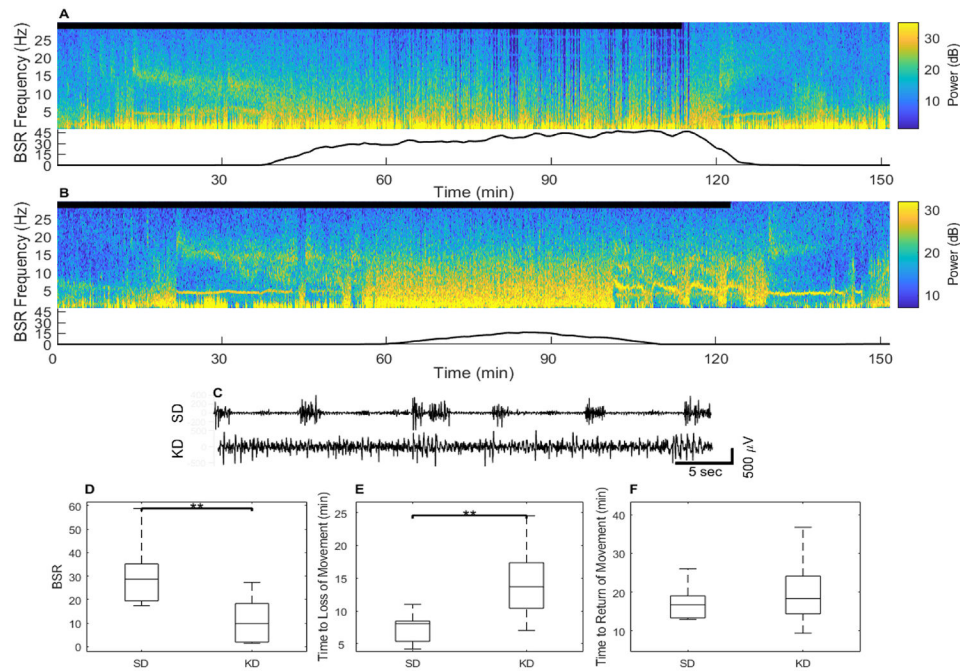 A
BSR Frequency (Hz)
25
20
15
10
5
45
30
15
0
30
20
10
Power (dB)
30
60
90
120
150
Time (min)
B
BSR Frequency (Hz)
25
20
15
10
5
45
30
15
0
30
20
10
Power (dB)
0
30
60
90
120
150
Time (min)
C
SD
KD
5 sec
500 µV
D
**
BSR
60
50
40
30
20
10
0
SD
KD
E
**
Time to Loss of Movement (min)
25
20
15
10
5
SD
KD
F
Time to Return of Movement (min)
40
30
20
10
SD
KD